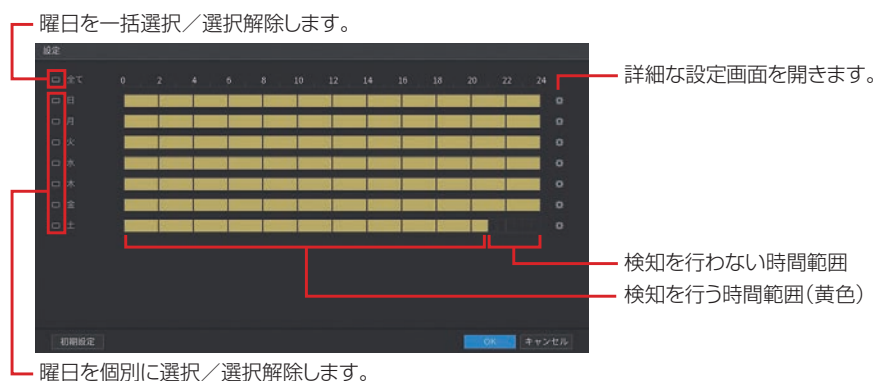 曜日を一括選択／選択解除します。
設定
全て 0 2 4 6 8 10 12 14 16 18 20 22 24
詳細な設定画面を開きます。
日
月
火
水
木
金
土
検知を行わない時間範囲
検知を行う時間範囲（黄色）
初期設定 OK キャンセル
曜日を個別に選択／選択解除します。